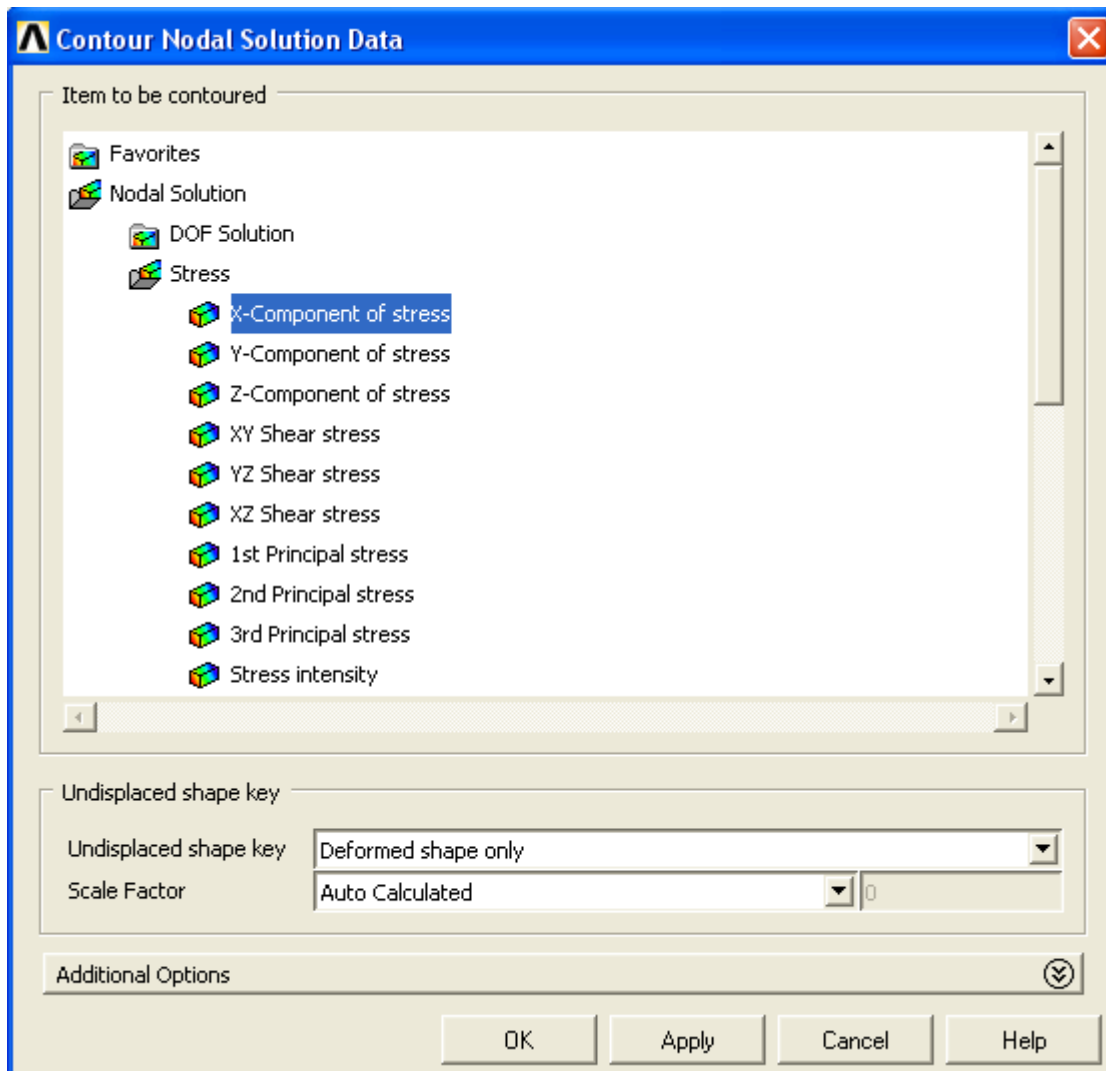 Contour Nodal Solution Data
Item to be contoured
Favorites
Nodal Solution
DOF Solution
Stress
X-Component of stress
Y-Component of stress
Z-Component of stress
XY Shear stress
YZ Shear stress
XZ Shear stress
1st Principal stress
2nd Principal stress
3rd Principal stress
Stress intensity
Undisplaced shape key
Undisplaced shape key Deformed shape only
Scale Factor Auto Calculated 0
Additional Options
OK Apply Cancel Help